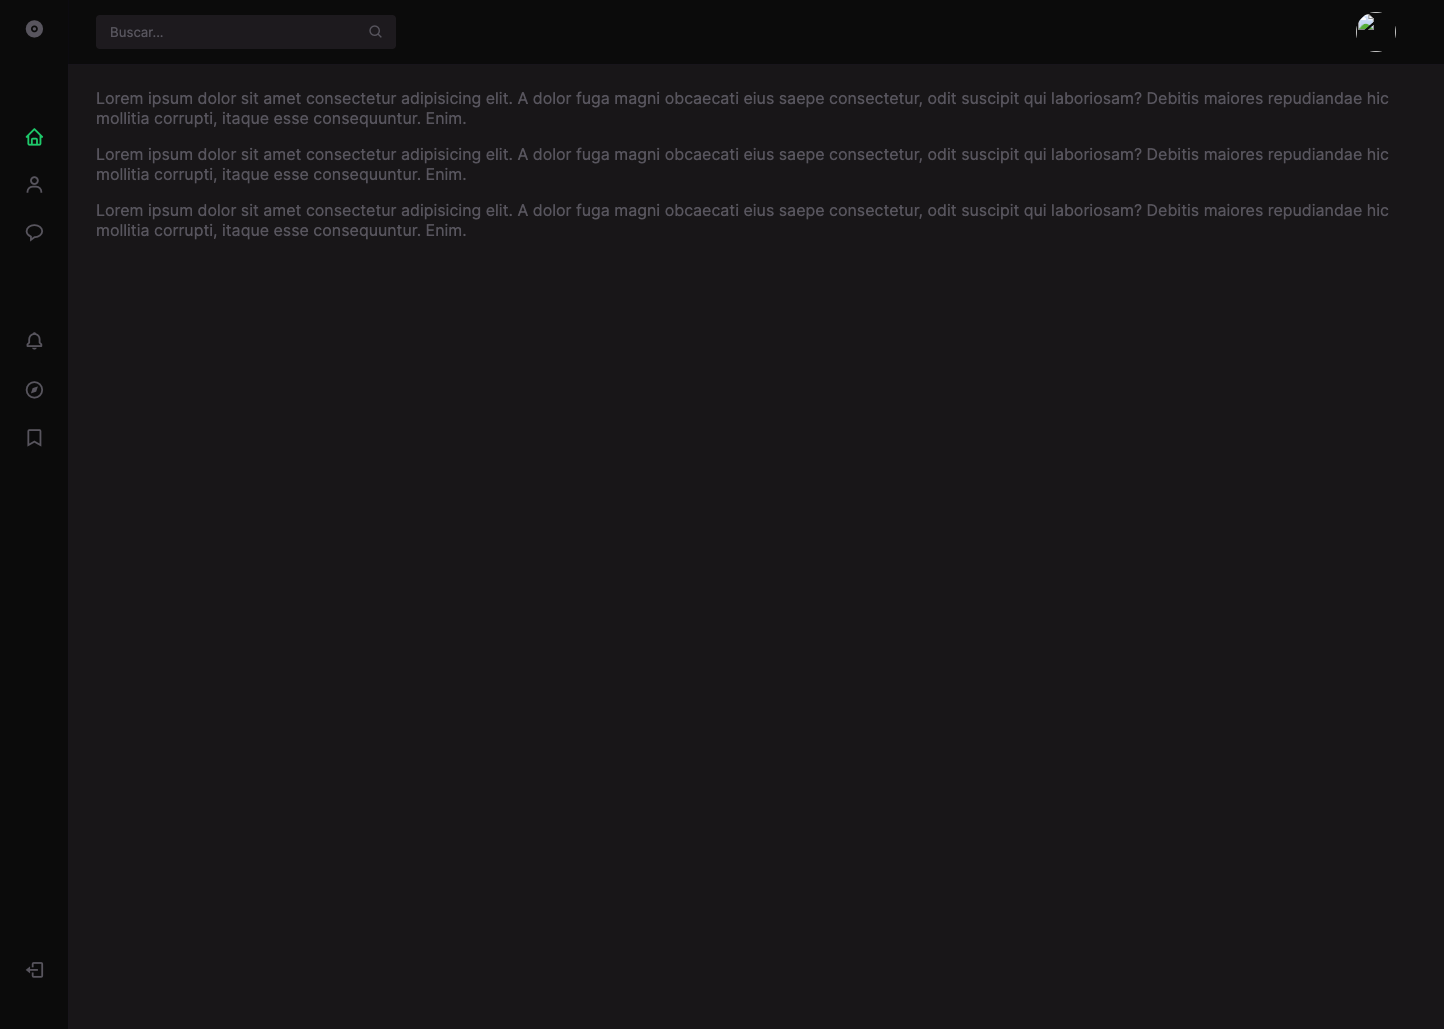 Buscar...
Lorem ipsum dolor sit amet consectetur adipisicing elit. A dolor fuga magni obcaecati eius saepe consectetur, odit suscipit qui laboriosam? Debitis maiores repudiandae hic
mollitia corrupti, itaque esse consequuntur. Enim.
Lorem ipsum dolor sit amet consectetur adipisicing elit. A dolor fuga magni obcaecati eius saepe consectetur, odit suscipit qui laboriosam? Debitis maiores repudiandae hic
mollitia corrupti, itaque esse consequuntur. Enim.
Lorem ipsum dolor sit amet consectetur adipisicing elit. A dolor fuga magni obcaecati eius saepe consectetur, odit suscipit qui laboriosam? Debitis maiores repudiandae hic
mollitia corrupti, itaque esse consequuntur. Enim.